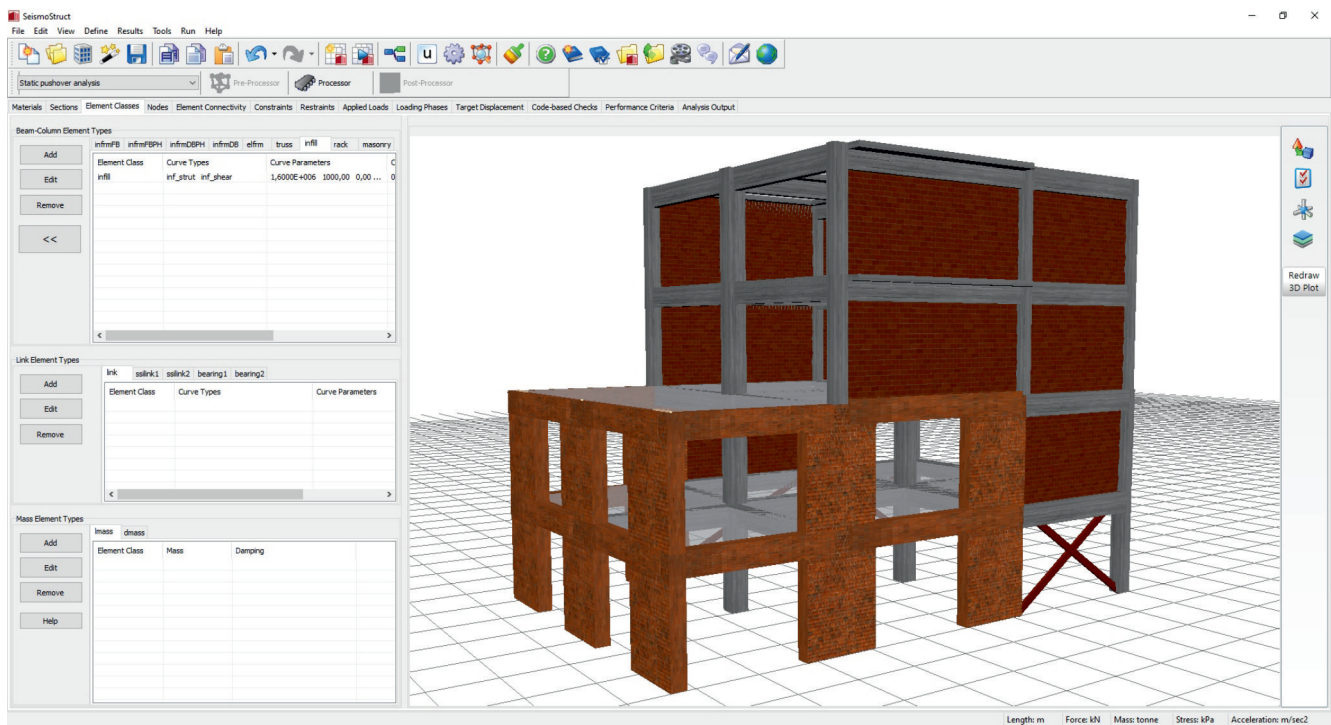 SeismoStruct
File Edit View Define Results Tools Run Help
Static pushover analysis Pre-Processor Processor Post-Processor
Materials Sections Element Classes Nodes Element Connectivity Constraints Restraints Applied Loads Loading Phases Target Displacement Code-based Checks Performance Criteria Analysis Output
Beam-Column Element Types
infrmFB infrmFBPH infrmDBPH infrmDB elfrm truss infill rack masonry
Add
Edit
Remove
<<
Element Class Curve Types Curve Parameters C
infill inf_strut inf_shear 1,6000E+006 1000,00 0,00 ... 0
Link Element Types
link ssilink1 ssilink2 bearing1 bearing2
Add
Edit
Remove
Element Class Curve Types Curve Parameters
Mass Element Types
lmass dmass
Add
Edit
Remove
Help
Element Class Mass Damping
Redraw
3D Plot
Length: m Force: kN Mass: tonne Stress: kPa Acceleration: m/sec2